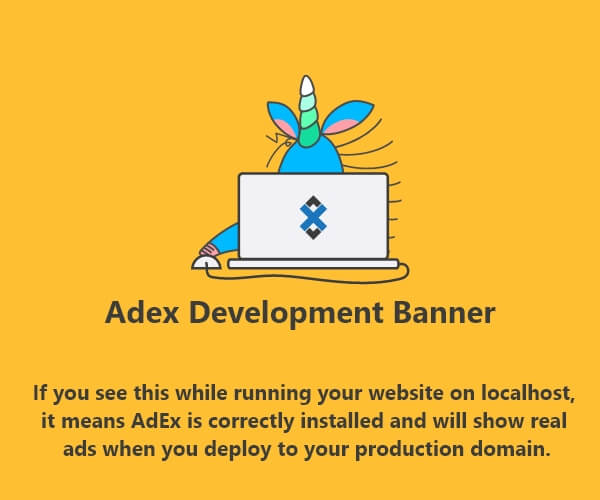 Adex Development Banner
If you see this while running your website on localhost,
it means AdEx is correctly installed and will show real
ads when you deploy to your production domain.